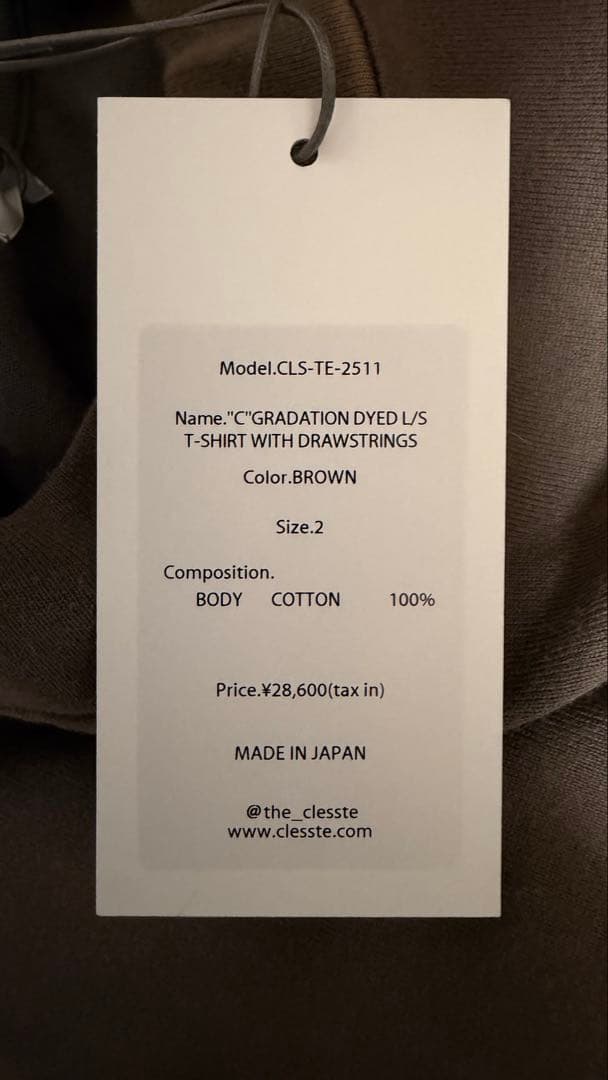 Model.CLS-TE-2511
Name."C"GRADATION DYED L/S
T-SHIRT WITH DRAWSTRINGS
Color.BROWN
Size.2
Composition.
BODY COTTON 100%
Price.¥28,600(tax in)
MADE IN JAPAN
@the_clesste
www.clesste.com